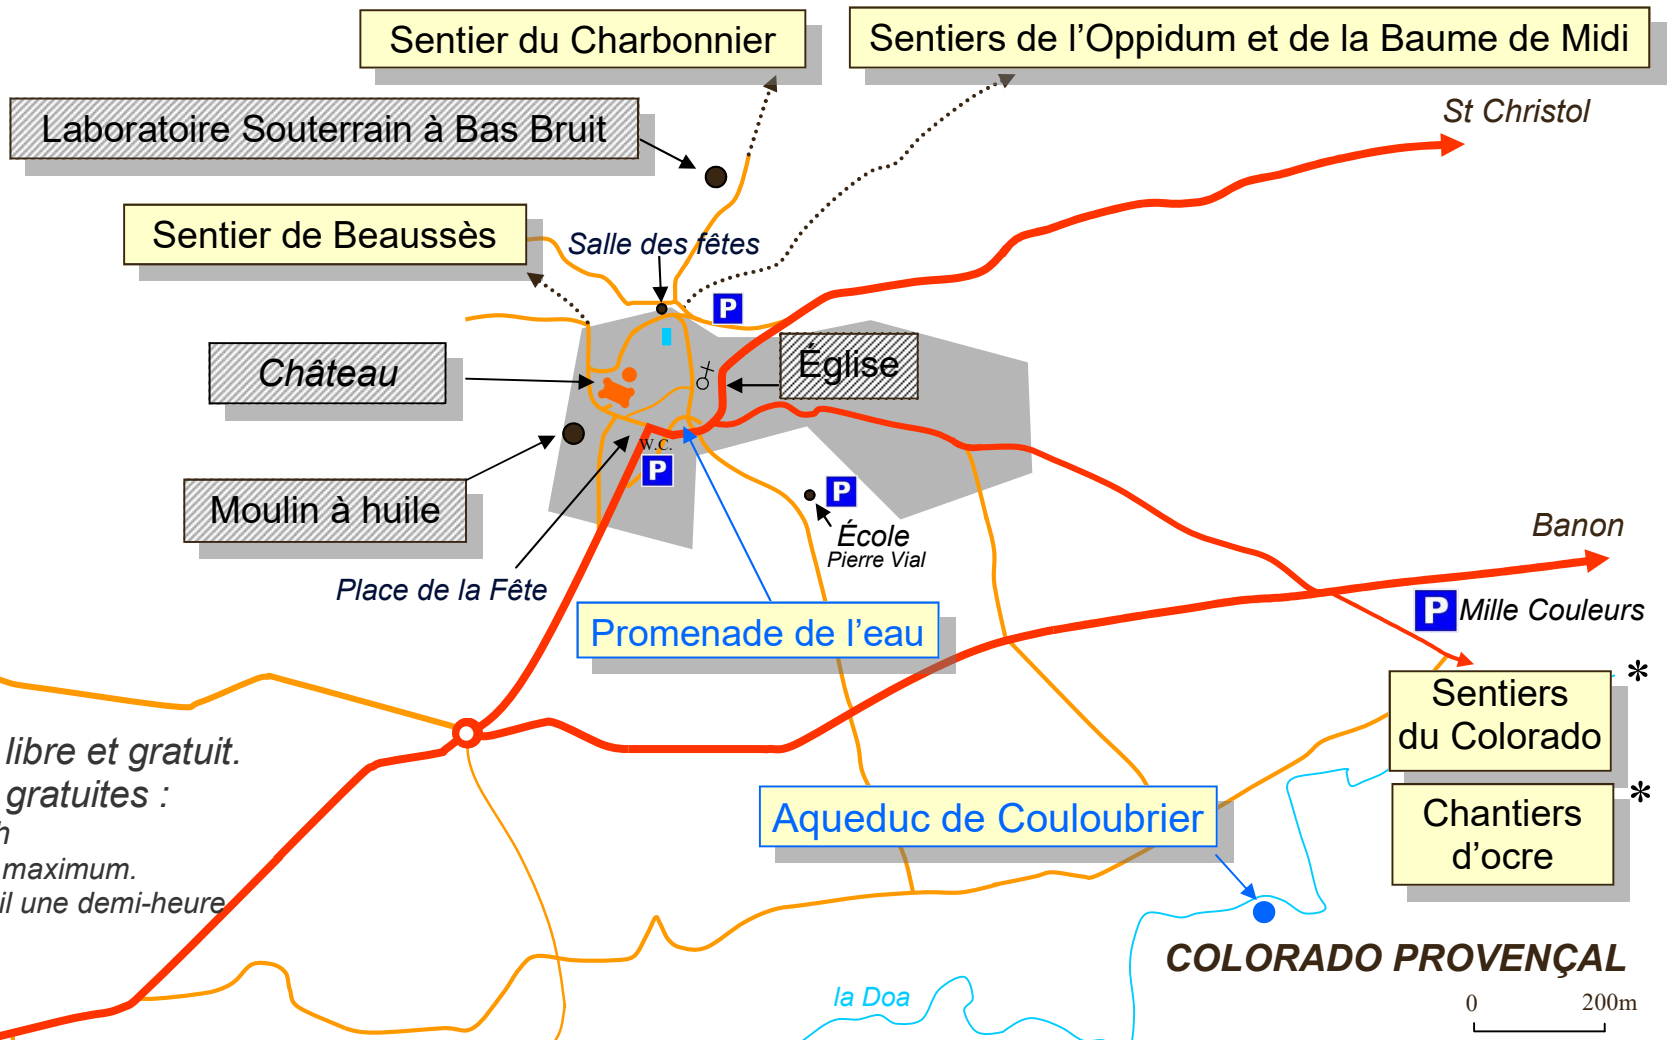 Sentier du Charbonnier
Sentiers de l’Oppidum et de la Baume de Midi
St Christol
Laboratoire Souterrain à Bas Bruit
Sentier de Beaussès
Salle des fêtes
P
Château
Église
W.C.
P
Moulin à huile
P
École
Pierre Vial
Banon
Place de la Fête
P Mille Couleurs
Promenade de l’eau
Sentiers
du Colorado
*
libre et gratuit.
gratuites :
h
maximum.
il une demi-heure
Aqueduc de Couloubrier
Chantiers
d’ocre
*
COLORADO PROVENÇAL
la Doa
0 200m